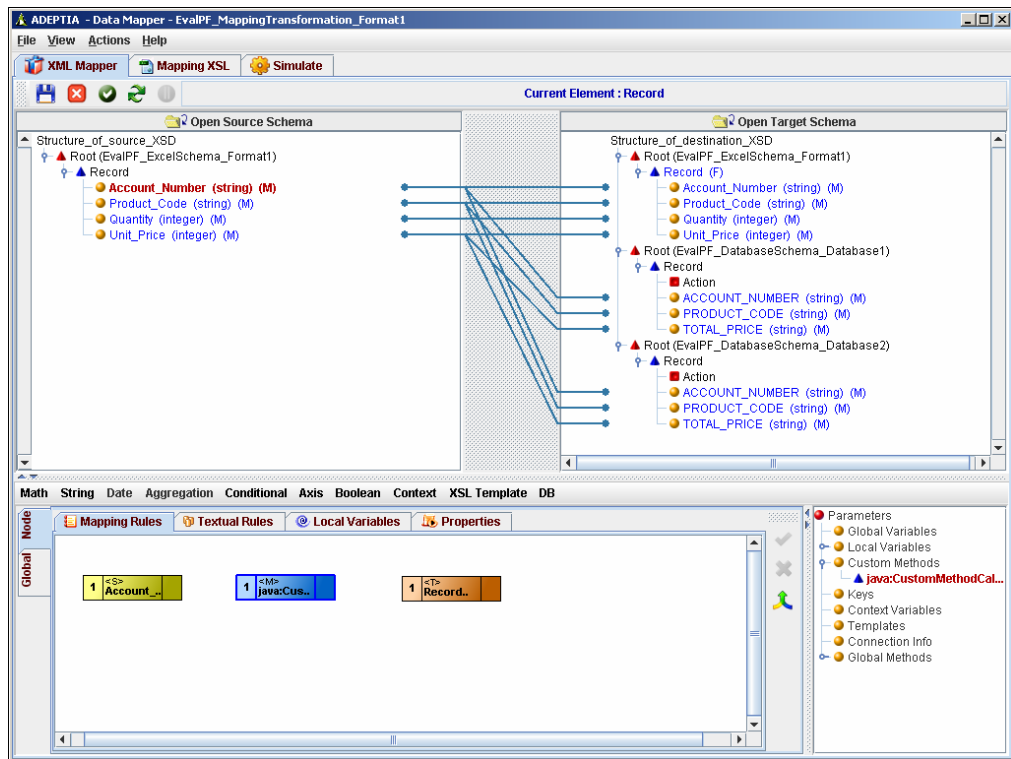 ADEPTIA - Data Mapper - EvalPF_MappingTransformation_Format1
File View Actions Help
XML Mapper Mapping XSL Simulate
Current Element : Record
Open Source Schema
Structure_of_source_XSD
Root (EvalPF_ExcelSchema_Format1)
Record
Account_Number (string) (M)
Product_Code (string) (M)
Quantity (integer) (M)
Unit_Price (integer) (M)
Open Target Schema
Structure_of_destination_XSD
Root (EvalPF_ExcelSchema_Format1)
Record (F)
Account_Number (string) (M)
Product_Code (string) (M)
Quantity (integer) (M)
Unit_Price (integer) (M)
Root (EvalPF_DatabaseSchema_Database1)
Record
Action
ACCOUNT_NUMBER (string) (M)
PRODUCT_CODE (string) (M)
TOTAL_PRICE (string) (M)
Root (EvalPF_DatabaseSchema_Database2)
Record
Action
ACCOUNT_NUMBER (string) (M)
PRODUCT_CODE (string) (M)
TOTAL_PRICE (string) (M)
Math String Date Aggregation Conditional Axis Boolean Context XSL Template DB
Node
Global
Mapping Rules Textual Rules Local Variables Properties
1 <S> Account_..
1 <M> java:Cus..
1 <T> Record..
Parameters
Global Variables
Local Variables
Custom Methods
java:CustomMethodCal...
Keys
Context Variables
Templates
Connection Info
Global Methods